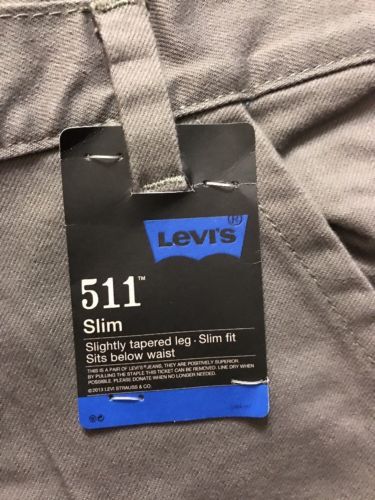 Levi's
R
511™
Slim
Slightly tapered leg · Slim fit
Sits below waist
THIS IS A PAIR OF LEVI'S® JEANS, THEY ARE POSITIVELY SUPERIOR.
BY PULLING THE STAPLE THIS TICKET CAN BE REMOVED. LINE DRY WHEN
POSSIBLE. PLEASE DONATE WHEN NO LONGER NEEDED.
©2013 LEVI STRAUSS & CO.